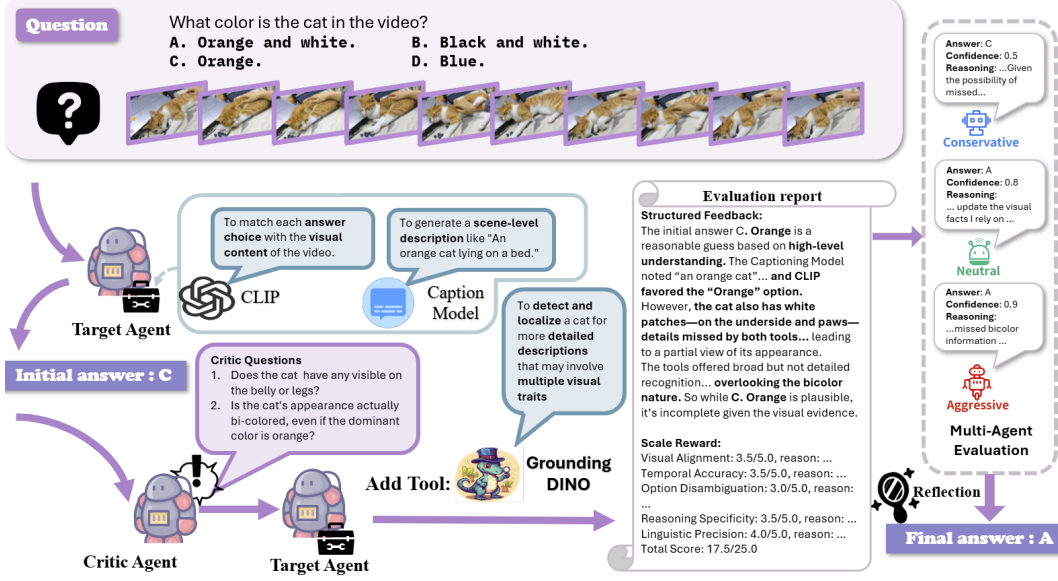 Question
What color is the cat in the video?
A. Orange and white.
B. Black and white.
C. Orange.
D. Blue.
?
Target Agent
To match each answer
choice with the visual
content of the video.
CLIP
To generate a scene-level
description like "An
orange cat lying on a bed."
Caption
Model
Initial answer : C
Critic Questions
1. Does the cat have any visible on
the belly or legs?
2. Is the cat's appearance actually
bi-colored, even if the dominant
color is orange?
Critic Agent
Target Agent
To detect and
localize a cat for
more detailed
descriptions
that may involve
multiple visual
traits
Add Tool:
Grounding
DINO
Evaluation report
Structured Feedback:
The initial answer C. Orange is a
reasonable guess based on high-level
understanding. The Captioning Model
noted “an orange cat”... and CLIP
favored the “Orange” option.
However, the cat also has white
patches—on the underside and paws—
details missed by both tools... leading
to a partial view of its appearance.
The tools offered broad but not detailed
recognition... overlooking the bicolor
nature. So while C. Orange is plausible,
it's incomplete given the visual evidence.
Scale Reward:
Visual Alignment: 3.5/5.0, reason: ...
Temporal Accuracy: 3.5/5.0, reason: ...
Option Disambiguation: 3.0/5.0, reason:
...
Reasoning Specificity: 3.5/5.0, reason: ...
Linguistic Precision: 4.0/5.0, reason: ...
Total Score: 17.5/25.0
Answer: C
Confidence: 0.5
Reasoning: ...Given
the possibility of
missed...
Conservative
Answer: A
Confidence: 0.8
Reasoning:
... update the visual
facts I rely on ...
Neutral
Answer: A
Confidence: 0.9
Reasoning:
...missed bicolor
information ...
Aggressive
Multi-Agent
Evaluation
Reflection
Final answer : A